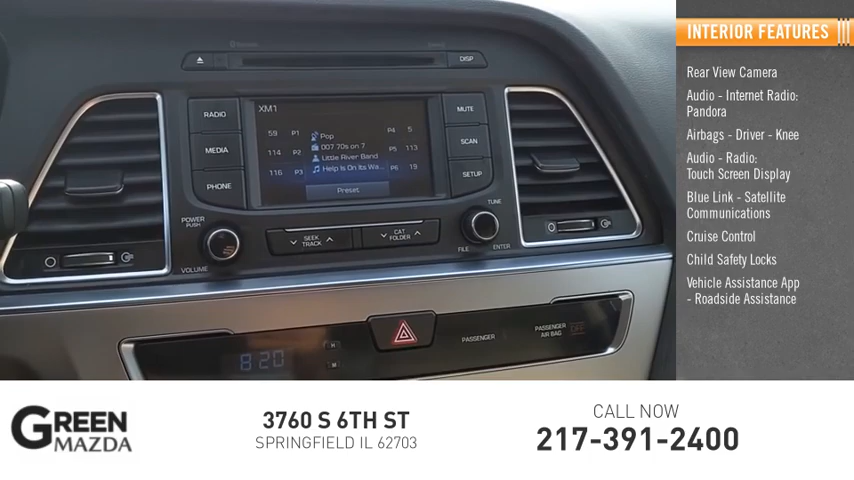 DISP
RADIO
MEDIA
PHONE
XM1
59 P1
114 P2
116 P3
Pop
007 70s on 7
Little River Band
Help Is On Its Wa...
P4 5
P5 113
P6 19
Preset
MUTE
SCAN
SETUP
POWER
PUSH
VOLUME
SEEK
TRACK
CAT
FOLDER
TUNE
FILE
ENTER
PASSENGER
PASSENGER
AIR BAG
OFF
8:20
INTERIOR FEATURES
Rear View Camera
Audio - Internet Radio:
Pandora
Airbags - Driver - Knee
Audio - Radio:
Touch Screen Display
Blue Link - Satellite
Communications
Cruise Control
Child Safety Locks
Vehicle Assistance App
- Roadside Assistance
GREEN
MAZDA
3760 S 6TH ST
SPRINGFIELD IL 62703
CALL NOW
217-391-2400